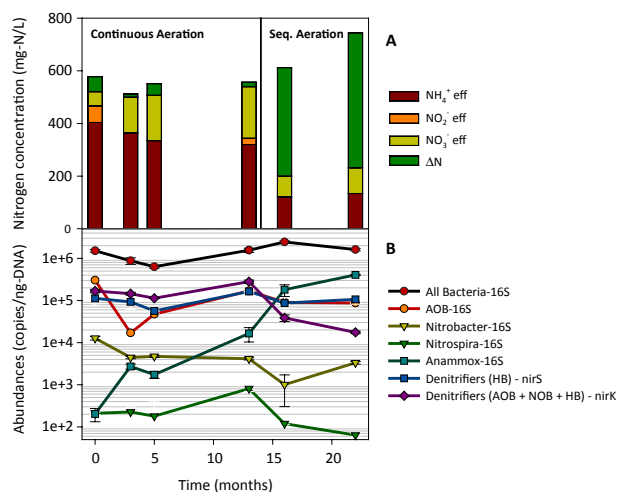 800
600
400
200
0
Nitrogen concentration (mg-N/L)
Continuous Aeration
Seq. Aeration
A
NH₄⁺ eff
NO₂⁻ eff
NO₃⁻ eff
ΔN
1e+6
1e+5
1e+4
1e+3
1e+2
Abundances (copies/ng-DNA)
B
All Bacteria-16S
AOB-16S
Nitrobacter-16S
Nitrospira-16S
Anammox-16S
Denitrifiers (HB) - nirS
Denitrifiers (AOB + NOB + HB) - nirK
0 5 10 15 20
Time (months)